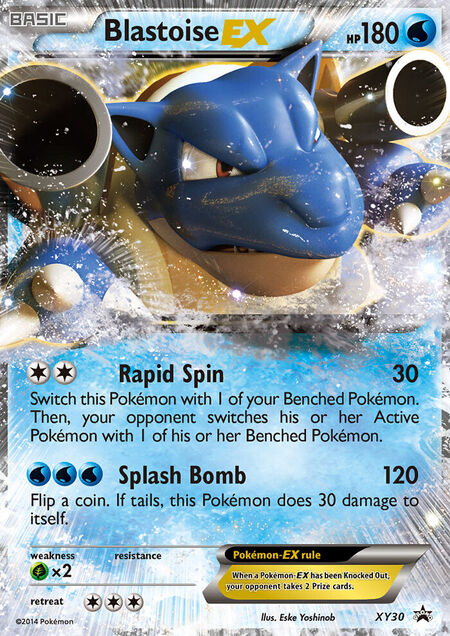 BASIC
Blastoise EX
HP180
Rapid Spin 30
Switch this Pokémon with 1 of your Benched Pokémon.
Then, your opponent switches his or her Active
Pokémon with 1 of his or her Benched Pokémon.
Splash Bomb 120
Flip a coin. If tails, this Pokémon does 30 damage to
itself.
weakness resistance
×2
Pokémon-EX rule
When a Pokémon-EX has been Knocked Out,
your opponent takes 2 Prize cards.
retreat
©2014 Pokémon
Illus. Eske Yoshinob
XY30